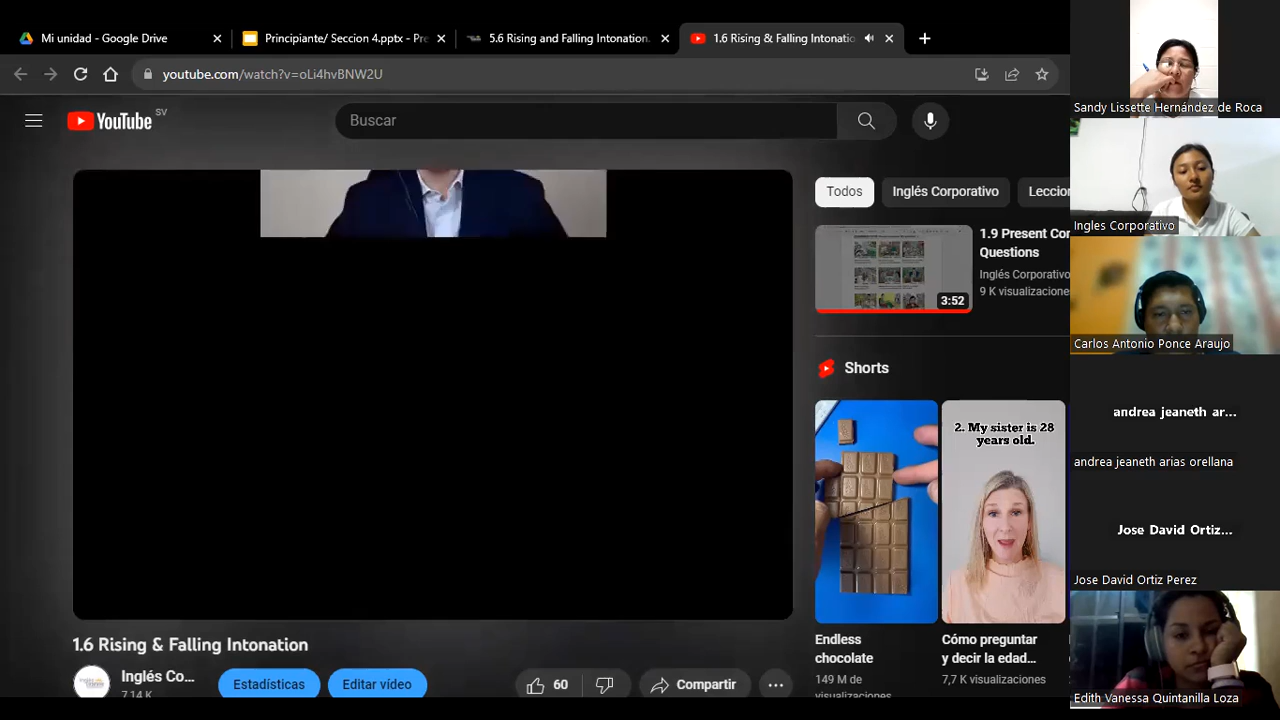 Mi unidad - Google Drive
Principiante/ Seccion 4.pptx - Pre
5.6 Rising and Falling Intonation.
1.6 Rising & Falling Intonatio
youtube.com/watch?v=oLi4hvBNW2U
YouTube SV
Buscar
Todos
Inglés Corporativo
Leccion
1.9 Present Con
Questions
Inglés Corporativo
9 K visualizaciones
3:52
Shorts
2. My sister is 28
years old.
Endless
chocolate
149 M de
visualizaciones
Cómo preguntar
y decir la edad...
7,7 K visualizaciones
1.6 Rising & Falling Intonation
Inglés Co...
7,14 K
Estadísticas
Editar vídeo
60
Compartir
Sandy Lissette Hernández de Roca
Ingles Corporativo
Carlos Antonio Ponce Araujo
andrea jeaneth ar...
andrea jeaneth arias orellana
Jose David Ortiz...
Jose David Ortiz Perez
Edith Vanessa Quintanilla Loza